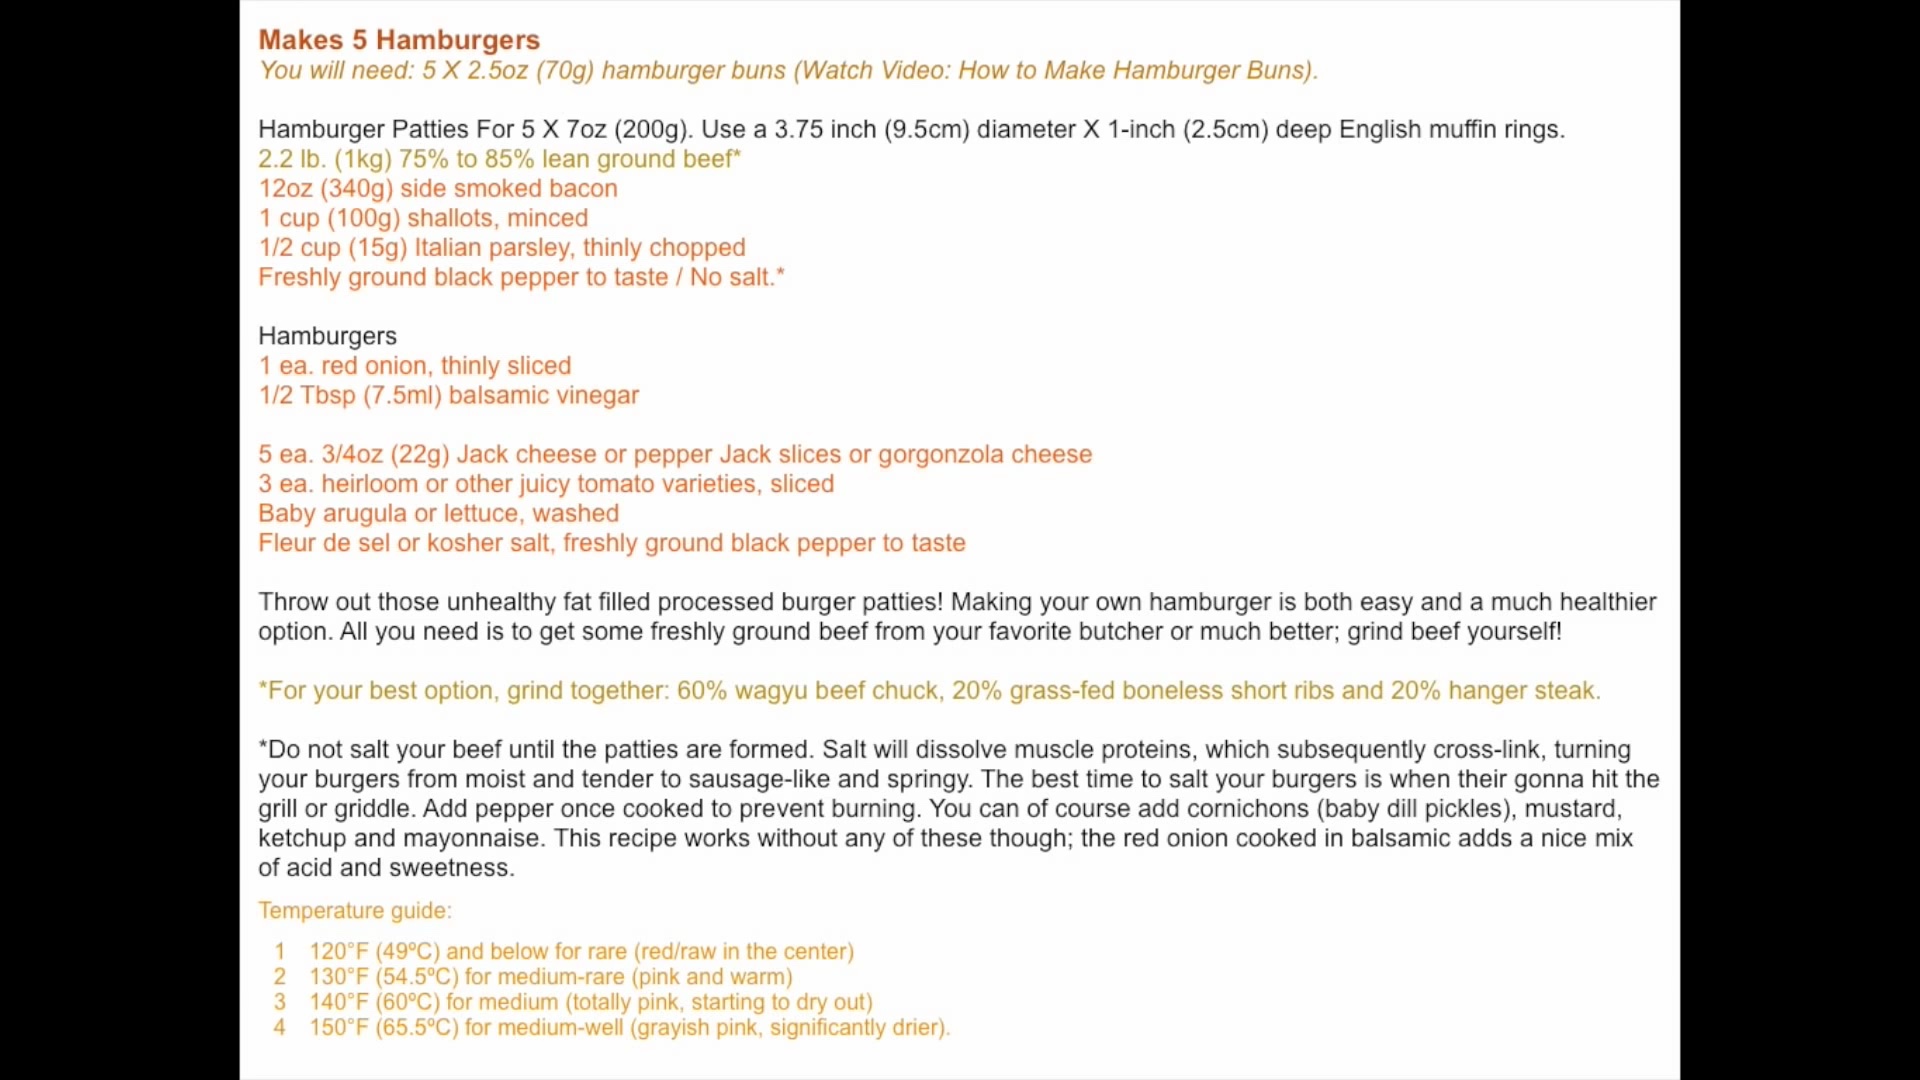 Makes 5 Hamburgers
You will need: 5 X 2.5oz (70g) hamburger buns (Watch Video: How to Make Hamburger Buns).
Hamburger Patties For 5 X 7oz (200g). Use a 3.75 inch (9.5cm) diameter X 1-inch (2.5cm) deep English muffin rings.
2.2 lb. (1kg) 75% to 85% lean ground beef*
12oz (340g) side smoked bacon
1 cup (100g) shallots, minced
1/2 cup (15g) Italian parsley, thinly chopped
Freshly ground black pepper to taste / No salt.*
Hamburgers
1 ea. red onion, thinly sliced
1/2 Tbsp (7.5ml) balsamic vinegar
5 ea. 3/4oz (22g) Jack cheese or pepper Jack slices or gorgonzola cheese
3 ea. heirloom or other juicy tomato varieties, sliced
Baby arugula or lettuce, washed
Fleur de sel or kosher salt, freshly ground black pepper to taste
Throw out those unhealthy fat filled processed burger patties! Making your own hamburger is both easy and a much healthier
option. All you need is to get some freshly ground beef from your favorite butcher or much better; grind beef yourself!
*For your best option, grind together: 60% wagyu beef chuck, 20% grass-fed boneless short ribs and 20% hanger steak.
*Do not salt your beef until the patties are formed. Salt will dissolve muscle proteins, which subsequently cross-link, turning
your burgers from moist and tender to sausage-like and springy. The best time to salt your burgers is when their gonna hit the
grill or griddle. Add pepper once cooked to prevent burning. You can of course add cornichons (baby dill pickles), mustard,
ketchup and mayonnaise. This recipe works without any of these though; the red onion cooked in balsamic adds a nice mix
of acid and sweetness.
Temperature guide:
1 120°F (49ºC) and below for rare (red/raw in the center)
2 130°F (54.5ºC) for medium-rare (pink and warm)
3 140°F (60ºC) for medium (totally pink, starting to dry out)
4 150°F (65.5ºC) for medium-well (grayish pink, significantly drier).